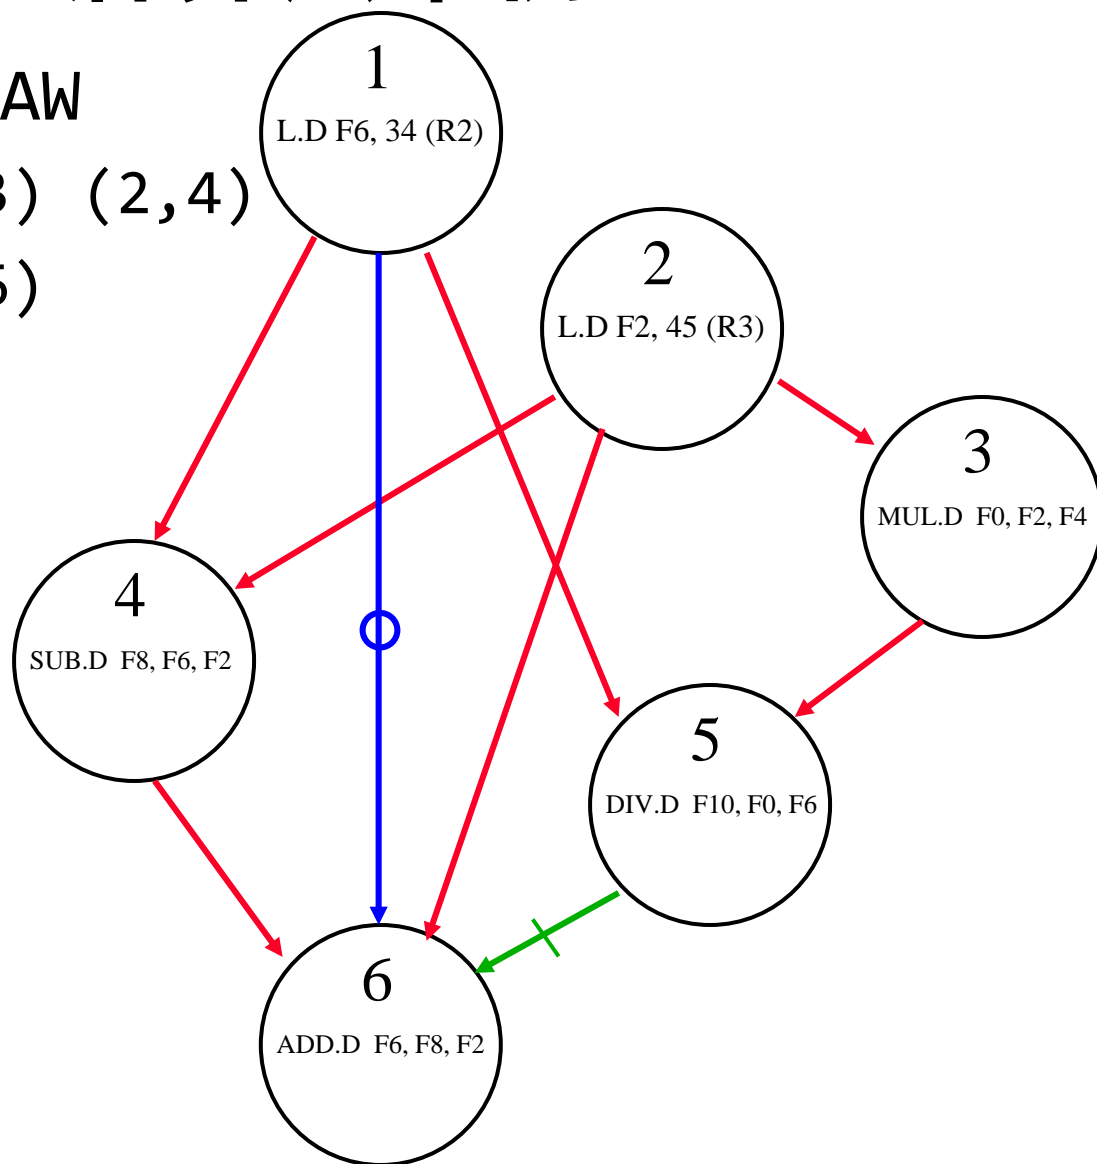 1
L.D F6, 34 (R2)
AW
3) (2,4)
2
L.D F2, 45 (R3)
3
MUL.D F0, F2, F4
4
SUB.D F8, F6, F2
5
DIV.D F10, F0, F6
6
ADD.D F6, F8, F2